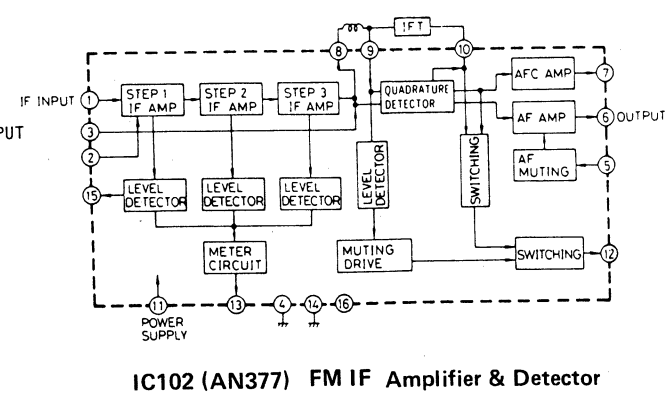 IFT
8
9
10
STEP 1
IF AMP
STEP 2
IF AMP
STEP 3
IF AMP
QUADRATURE
DETECTOR
AFC AMP
7
IF INPUT
1
AF AMP
6
OUTPUT
PUT
3
2
AF
MUTING
5
SWITCHING
LEVEL
DETECTOR
15
LEVEL
DETECTOR
LEVEL
DETECTOR
LEVEL
DETECTOR
METER
CIRCUIT
MUTING
DRIVE
SWITCHING
12
11
13
4
14
16
POWER
SUPPLY
IC102 (AN377) FM IF Amplifier & Detector